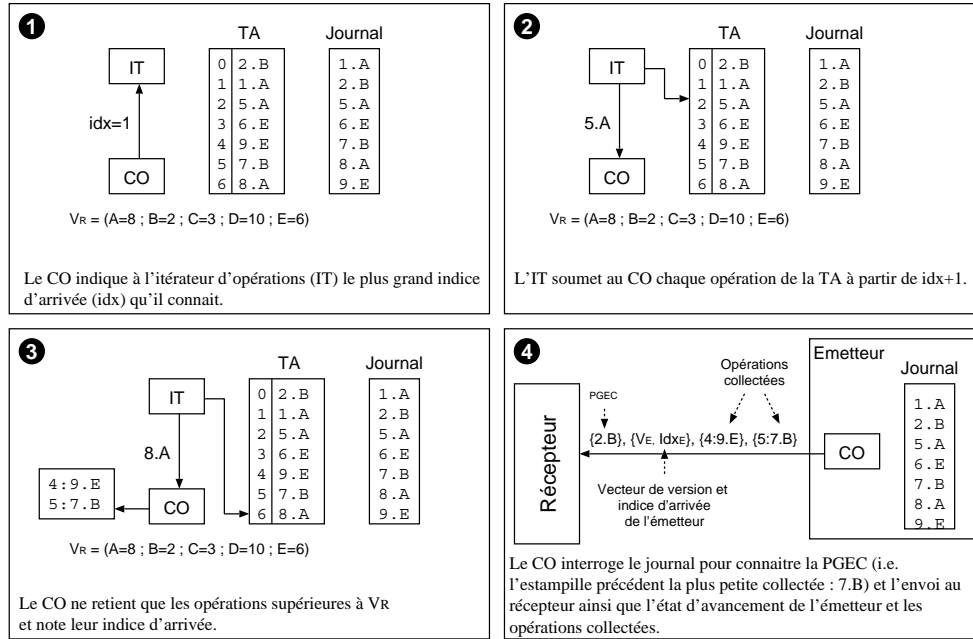 1
TA Journal
IT
0 2.B 1.A
1 1.A 2.B
2 5.A 5.A
3 6.E 6.E
4 9.E 7.B
5 7.B 8.A
6 8.A 9.E
idx=1
CO
VR = (A=8 ; B=2 ; C=3 ; D=10 ; E=6)
Le CO indique à l'itérateur d'opérations (IT) le plus grand indice
d'arrivée (idx) qu'il connait.
2
TA Journal
IT
0 2.B 1.A
1 1.A 2.B
2 5.A 5.A
3 6.E 6.E
4 9.E 7.B
5 7.B 8.A
6 8.A 9.E
5.A
CO
VR = (A=8 ; B=2 ; C=3 ; D=10 ; E=6)
L'IT soumet au CO chaque opération de la TA à partir de idx+1.
3
TA Journal
IT
0 2.B 1.A
1 1.A 2.B
2 5.A 5.A
3 6.E 6.E
4 9.E 7.B
5 7.B 8.A
6 8.A 9.E
8.A
4:9.E
5:7.B
CO
VR = (A=8 ; B=2 ; C=3 ; D=10 ; E=6)
Le CO ne retient que les opérations supérieures à VR
et note leur indice d'arrivée.
4
Emetteur
Journal
1.A
2.B
5.A
6.E
7.B
8.A
9.E
Opérations
collectées
PGEC
{2.B}, {VE, IdxE}, {4:9.E}, {5:7.B}
CO
Récepteur
Vecteur de version et
indice d'arrivée
de l'émetteur
Le CO interroge le journal pour connaitre la PGEC (i.e.
l'estampille précédent la plus petite collectée : 7.B) et l'envoi au
récepteur ainsi que l'état d'avancement de l'émetteur et les
opérations collectées.